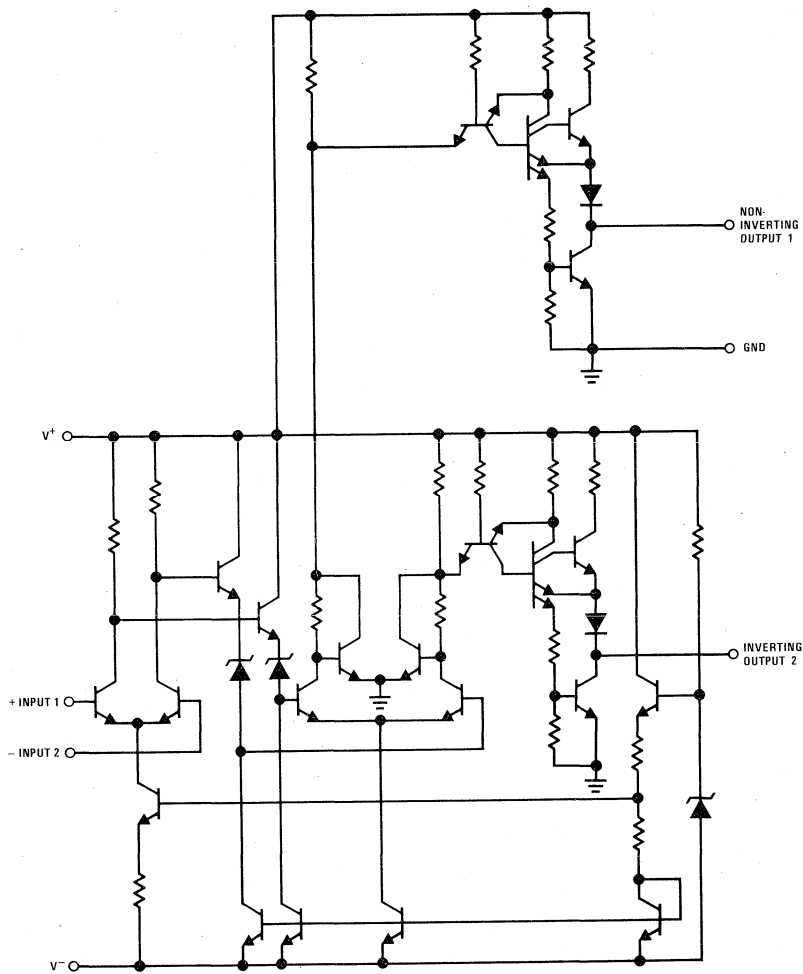 NON-
INVERTING
OUTPUT 1
GND
V+
INVERTING
OUTPUT 2
+ INPUT 1
– INPUT 2
V–